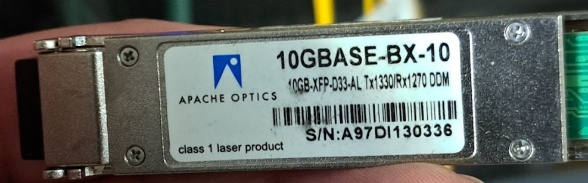 10GBASE-BX-10
10GB-XFP-D33-AL Tx1330/Rx1270 DDM
APACHE OPTICS
S/N:A97DI130336
class 1 laser product